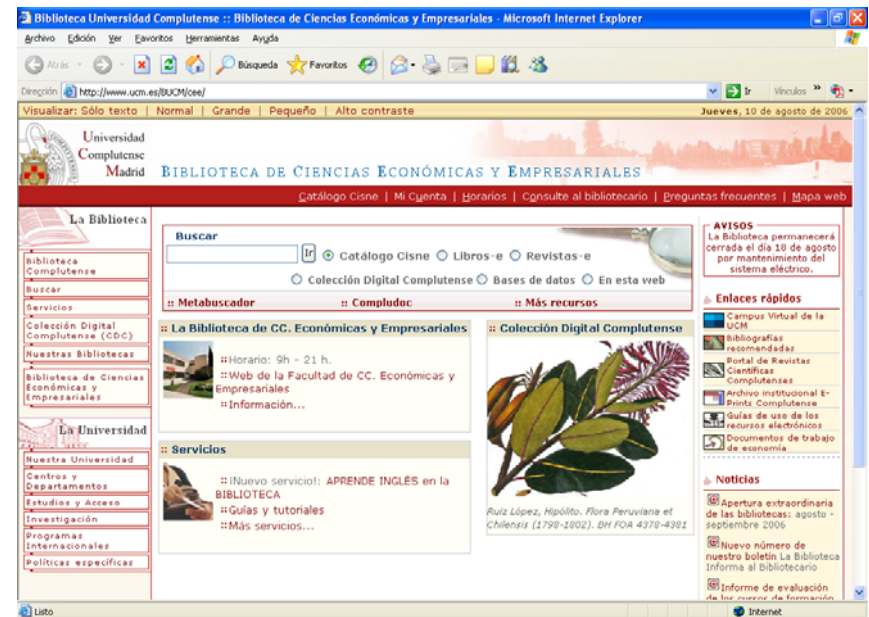 Biblioteca Universidad Complutense :: Biblioteca de Ciencias Económicas y Empresariales - Microsoft Internet Explorer
Archivo Edición Ver Favoritos Herramientas Ayuda
Atrás Búsqueda Favoritos
Dirección http://www.ucm.es/BUCM/cee/ Ir Vínculos »
Visualizar: Sólo texto | Normal | Grande | Pequeño | Alto contraste
Jueves, 10 de agosto de 2006
Universidad
Complutense
Madrid
BIBLIOTECA DE CIENCIAS ECONÓMICAS Y EMPRESARIALES
Catálogo Cisne | Mi Cuenta | Horarios | Consulte al bibliotecario | Preguntas frecuentes | Mapa web
La Biblioteca
Biblioteca
Complutense
Buscar
Servicios
Colección Digital
Complutense (CDC)
Nuestras Bibliotecas
Biblioteca de Ciencias
Económicas y
Empresariales
La Universidad
Nuestra Universidad
Centros y
Departamentos
Estudios y Acceso
Investigación
Programas
Internacionales
Políticas específicas
Buscar
Ir Catálogo Cisne Libros-e Revistas-e
Colección Digital Complutense Bases de datos En esta web
:: Metabuscador :: Compludoc :: Más recursos
:: La Biblioteca de CC. Económicas y Empresariales
::Horario: 9h - 21 h.
::Web de la Facultad de CC. Económicas y
Empresariales
::Información...
:: Servicios
:: ¡Nuevo servicio!: APRENDE INGLÉS en la
BIBLIOTECA
::Guías y tutoriales
::Más servicios...
:: Colección Digital Complutense
Ruiz López, Hipólito. Flora Peruviana et
Chilensis (1798-1802). BH FOA 4378-4381
AVISOS
La Biblioteca permanecerá
cerrada el día 18 de agosto
por mantenimiento del
sistema eléctrico.
Enlaces rápidos
Campus Virtual de la
UCM
Bibliografías
recomendadas
Portal de Revistas
Científicas
Complutenses
Archivo institucional E-
Prints Complutense
Guías de uso de los
recursos electrónicos
Documentos de trabajo
de economía
Noticias
Apertura extraordinaria
de las bibliotecas: agosto -
septiembre 2006
Nuevo número de
nuestro boletín La Biblioteca
Informa al Bibliotecario
Informe de evaluación
de los cursos de formación
Listo
Internet